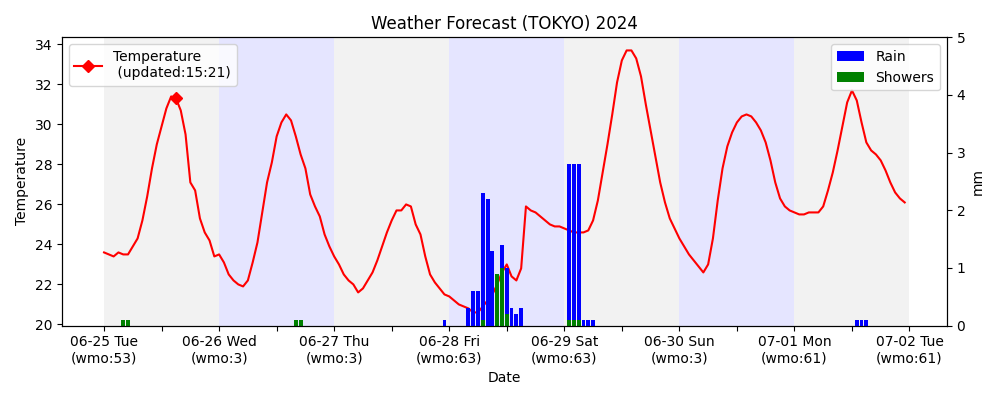 Weather Forecast (TOKYO) 2024
Temperature
(updated:15:21)
Rain
Showers
34
32
30
28
26
24
22
20
Temperature
5
4
3
2
1
0
mm
06-25 Tue
(wmo:53)
06-26 Wed
(wmo:3)
06-27 Thu
(wmo:3)
06-28 Fri
(wmo:63)
06-29 Sat
(wmo:63)
06-30 Sun
(wmo:3)
07-01 Mon
(wmo:61)
07-02 Tue
(wmo:61)
Date